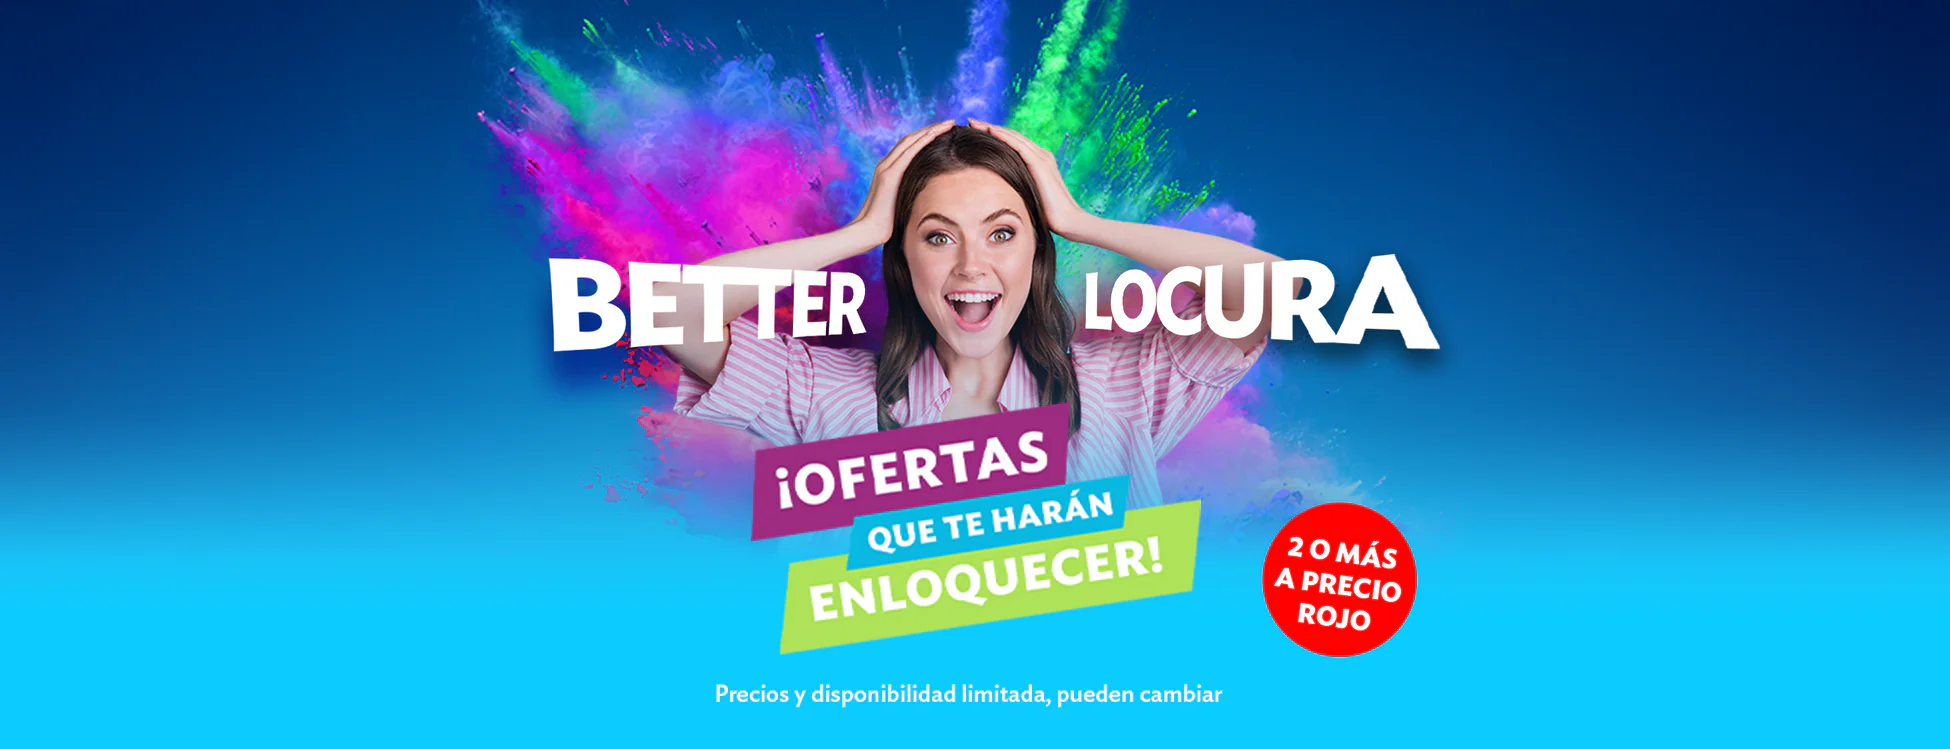 BETTER LOCURA
¡OFERTAS
QUE TE HARÁN
ENLOQUECER!
2 O MÁS
A PRECIO
ROJO
Precios y disponibilidad limitada, pueden cambiar